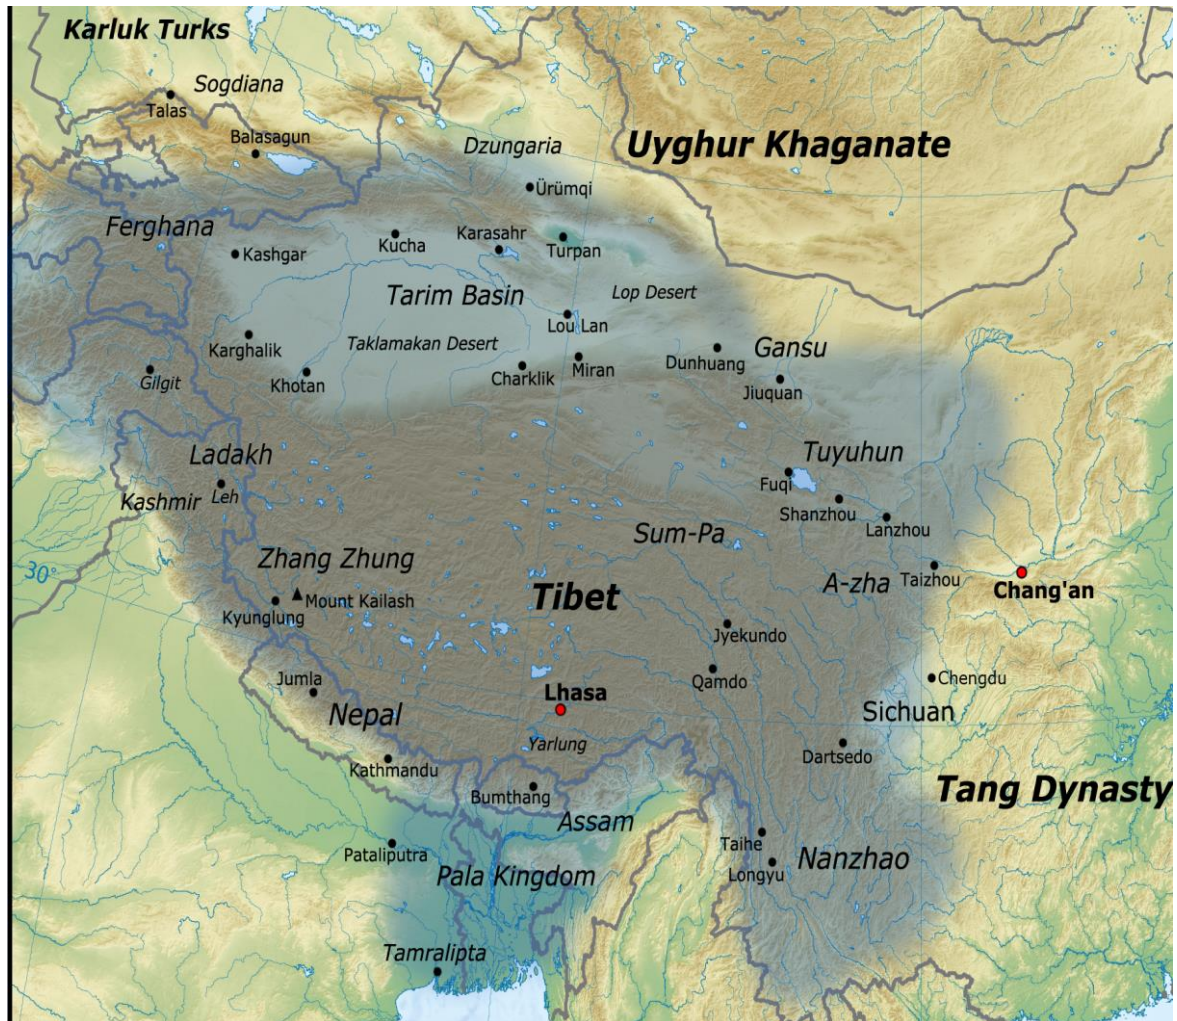 Karluk Turks
Sogdiana
Talas
Balasagun
Dzungaria
Uyghur Khaganate
Ürümqi
Ferghana
Kashgar
Kucha
Karasahr
Turpan
Tarim Basin
Lop Desert
Lou Lan
Karghalik
Taklamakan Desert
Gansu
Dunhuang
Miran
Charklik
Khotan
Gilgit
Jiuquan
Ladakh
Tuyuhun
Leh
Kashmir
Fuqi
Shanzhou
Lanzhou
Sum-Pa
Zhang Zhung
30°
A-zha
Taizhou
Chang'an
Tibet
Mount Kailash
Kyunglung
Jyekundo
Jumla
Qamdo
Chengdu
Lhasa
Nepal
Sichuan
Yarlung
Dartsedo
Kathmandu
Bumthang
Tang Dynasty
Assam
Taihe
Pataliputra
Nanzhao
Longyu
Pala Kingdom
Tamralipta